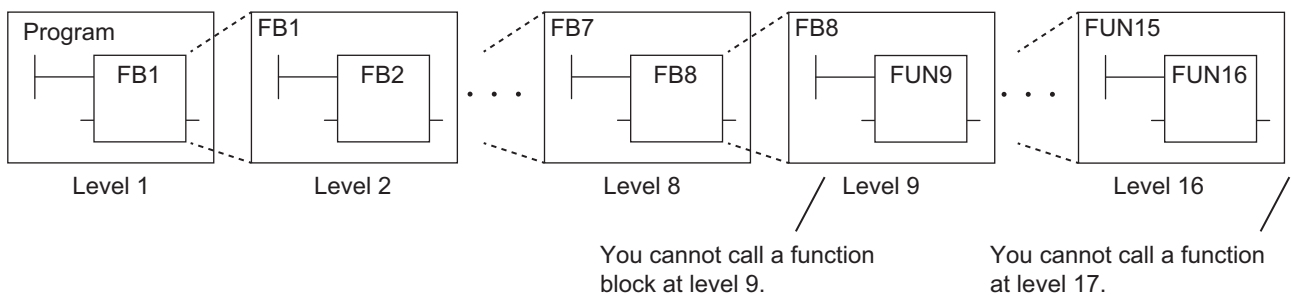 Program
FB1
FB1
FB2
FB7
FB8
FB8
FUN9
FUN15
FUN16
. . .
. . .
Level 1
Level 2
Level 8
Level 9
Level 16
You cannot call a function
block at level 9.
You cannot call a function
at level 17.